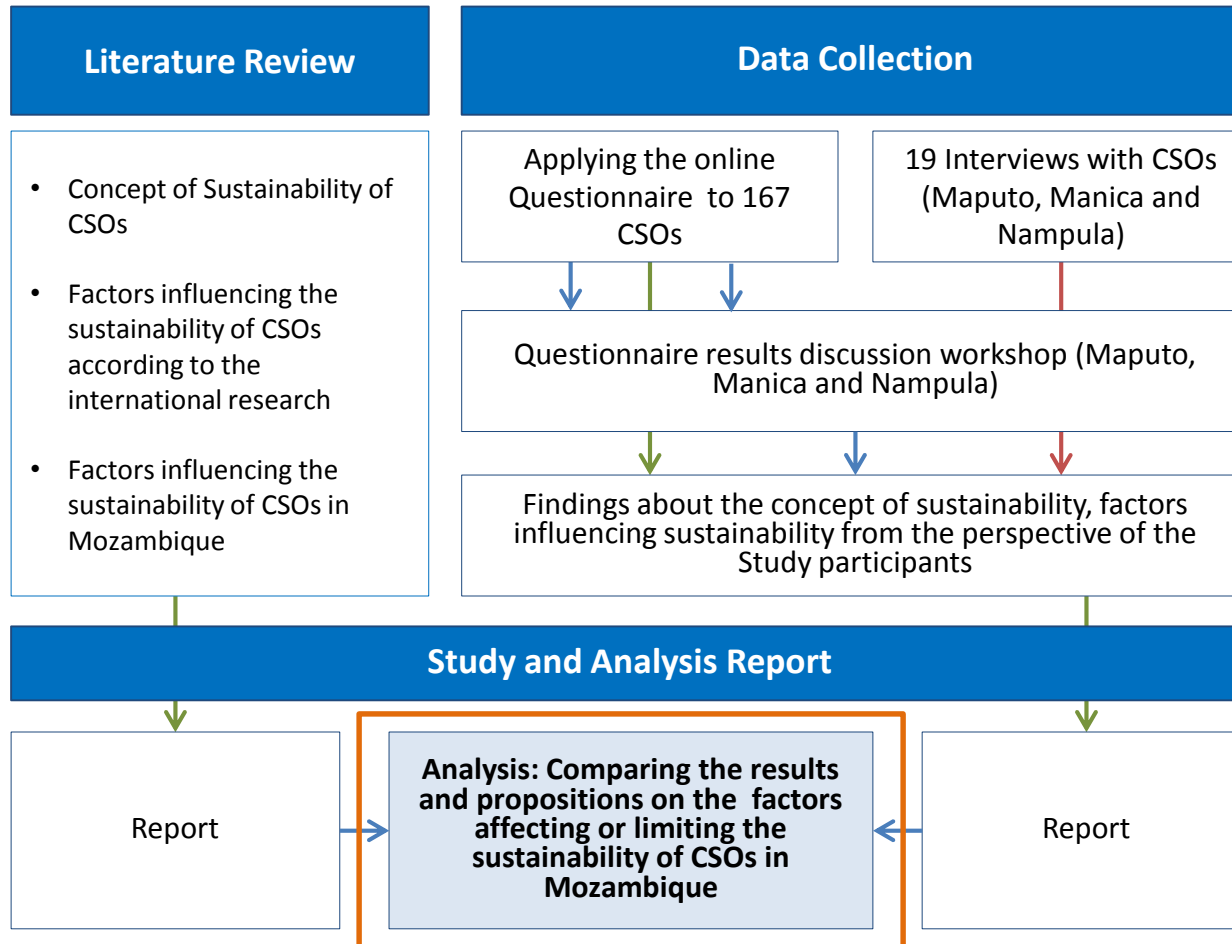 Literature Review
• Concept of Sustainability of
CSOs
• Factors influencing the
sustainability of CSOs
according to the
international research
• Factors influencing the
sustainability of CSOs in
Mozambique
Data Collection
Applying the online
Questionnaire to 167
CSOs
19 Interviews with CSOs
(Maputo, Manica and
Nampula)
Questionnaire results discussion workshop (Maputo,
Manica and Nampula)
Findings about the concept of sustainability, factors
influencing sustainability from the perspective of the
Study participants
Study and Analysis Report
Report
Analysis: Comparing the results
and propositions on the factors
affecting or limiting the
sustainability of CSOs in
Mozambique
Report